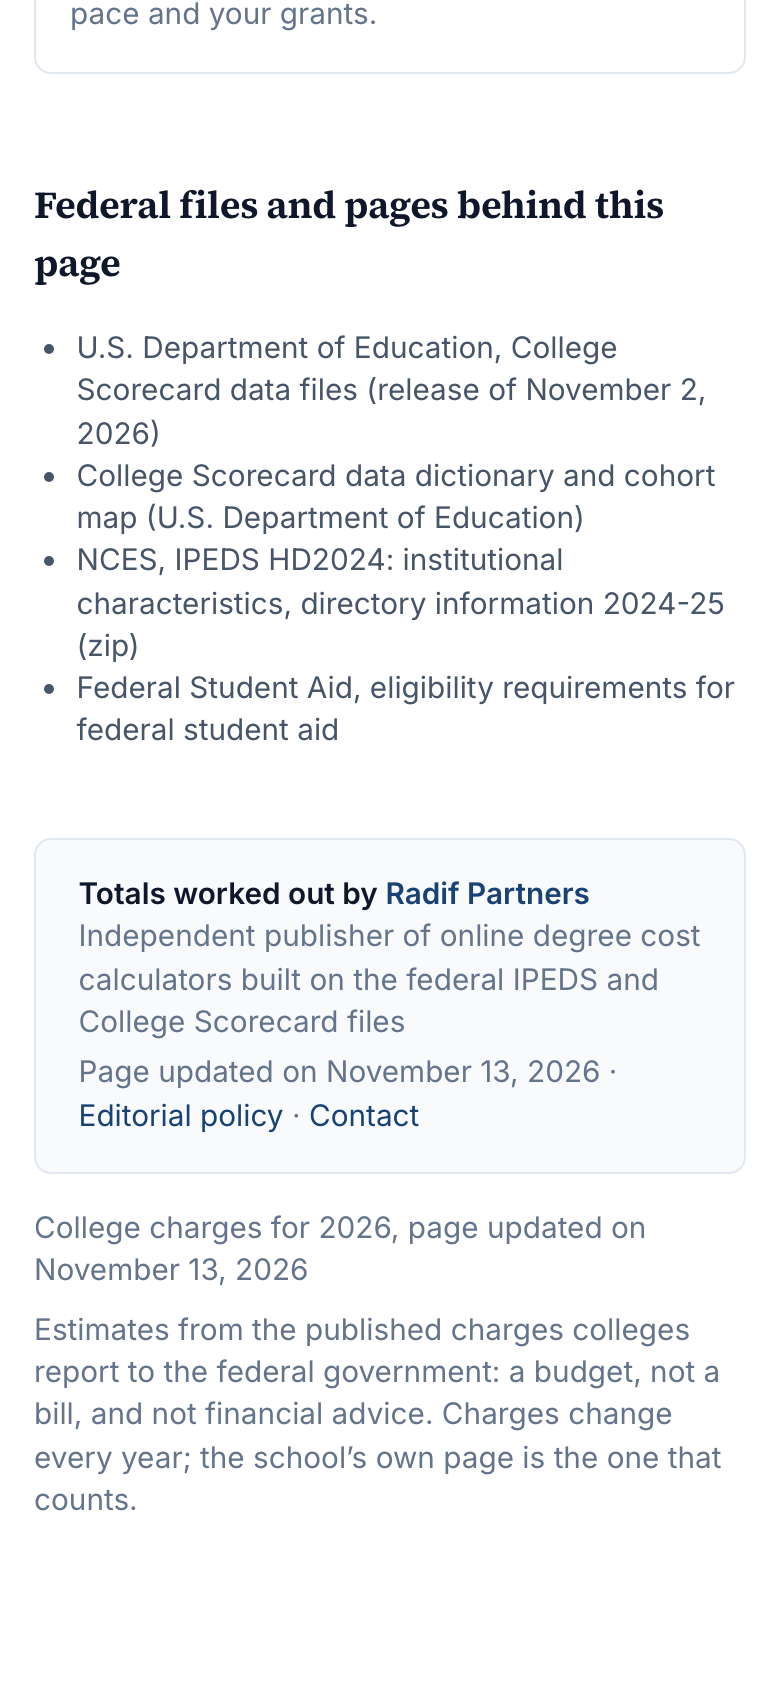 pace and your grants.
Federal files and pages behind this
page
• U.S. Department of Education, College
Scorecard data files (release of November 2,
2026)
• College Scorecard data dictionary and cohort
map (U.S. Department of Education)
• NCES, IPEDS HD2024: institutional
characteristics, directory information 2024-25
(zip)
• Federal Student Aid, eligibility requirements for
federal student aid
Totals worked out by Radif Partners
Independent publisher of online degree cost
calculators built on the federal IPEDS and
College Scorecard files
Page updated on November 13, 2026 ·
Editorial policy · Contact
College charges for 2026, page updated on
November 13, 2026
Estimates from the published charges colleges
report to the federal government: a budget, not a
bill, and not financial advice. Charges change
every year; the school’s own page is the one that
counts.